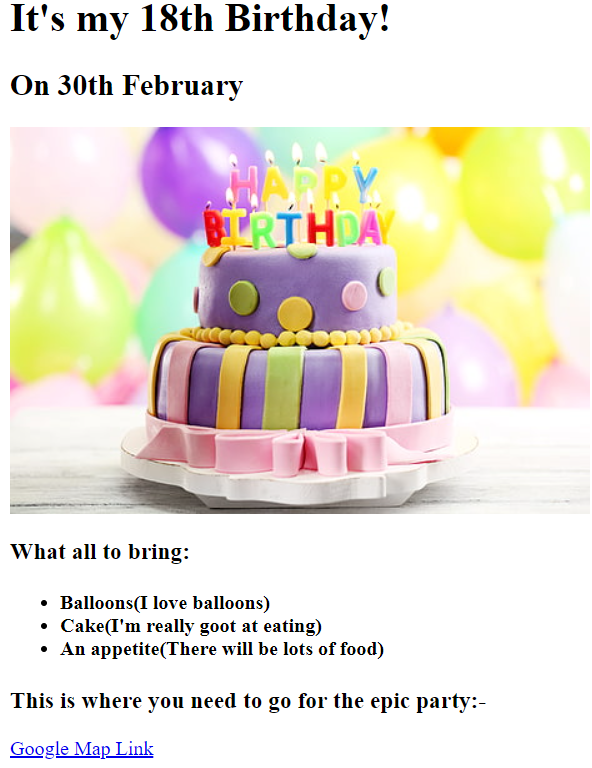 It's my 18th Birthday!
On 30th February
HAPPY
BIRTHDAY
What all to bring:
Balloons(I love balloons)
Cake(I'm really goot at eating)
An appetite(There will be lots of food)
This is where you need to go for the epic party:-
Google Map Link